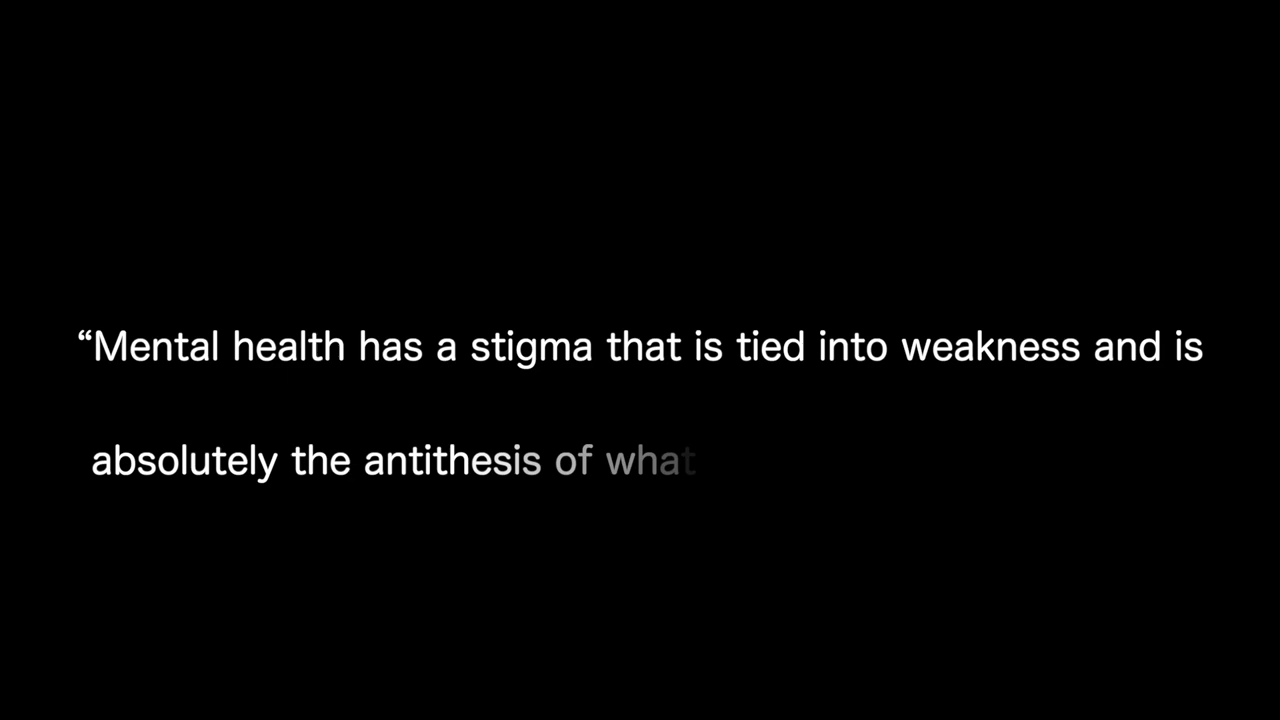 “Mental health has a stigma that is tied into weakness and is
absolutely the antithesis of what